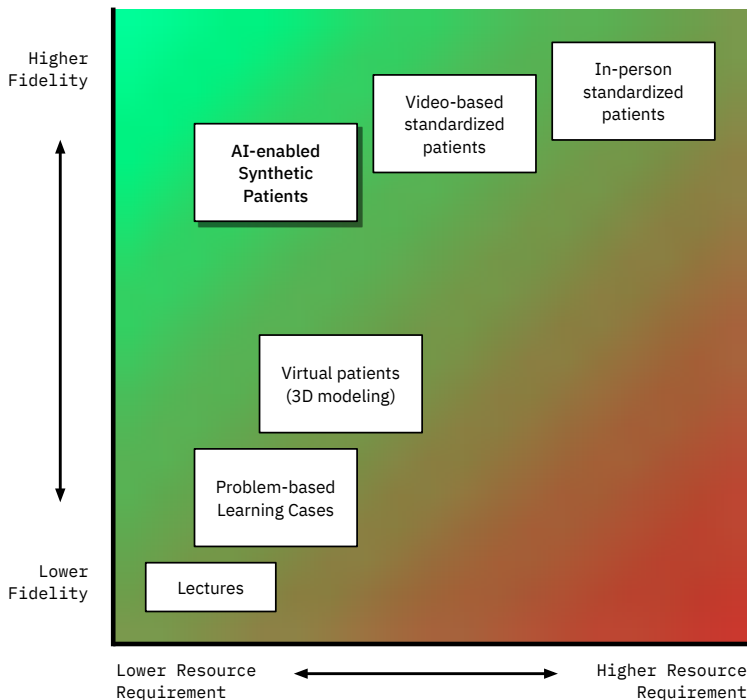 Higher
Fidelity
In-person
standardized
patients
Video-based
standardized
patients
AI-enabled
Synthetic
Patients
Virtual patients
(3D modeling)
Problem-based
Learning Cases
Lower
Fidelity
Lectures
Lower Resource
Requirement
Higher Resource
Requirement